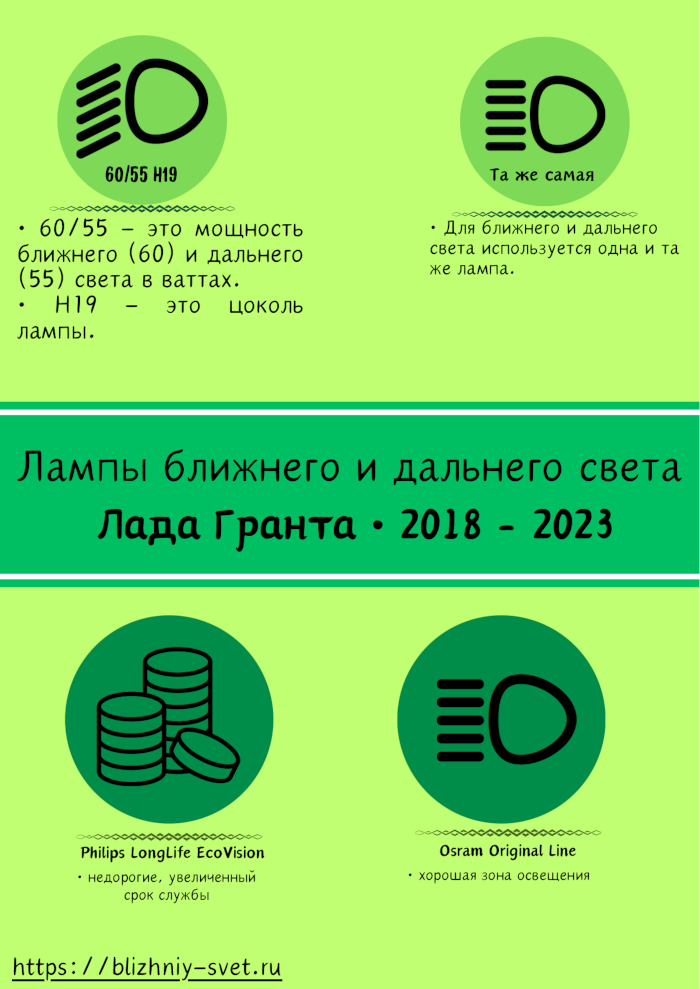 60/55 H19
• 60/55 – это мощность
ближнего (60) и дальнего
(55) света в ваттах.
• H19 – это цоколь
лампы.
Та же самая
• Для ближнего и дальнего
света используется одна и та
же лампа.
Лампы ближнего и дальнего света
Лада Гранта • 2018 - 2023
Philips LongLife EcoVision
• недорогие, увеличенный
срок службы
Osram Original Line
• хорошая зона освещения
https://blizhniy-svet.ru